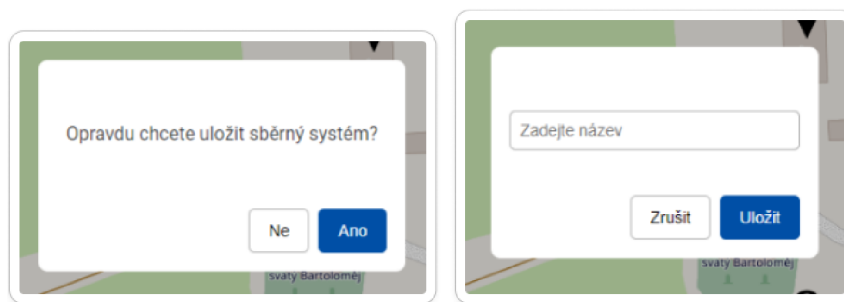 Opravdu chcete uložit sběrný systém?
Ne
Ano
svatý Bartoloměj
Zadejte název
Zrušit
Uložit
svatý Bartoloměj